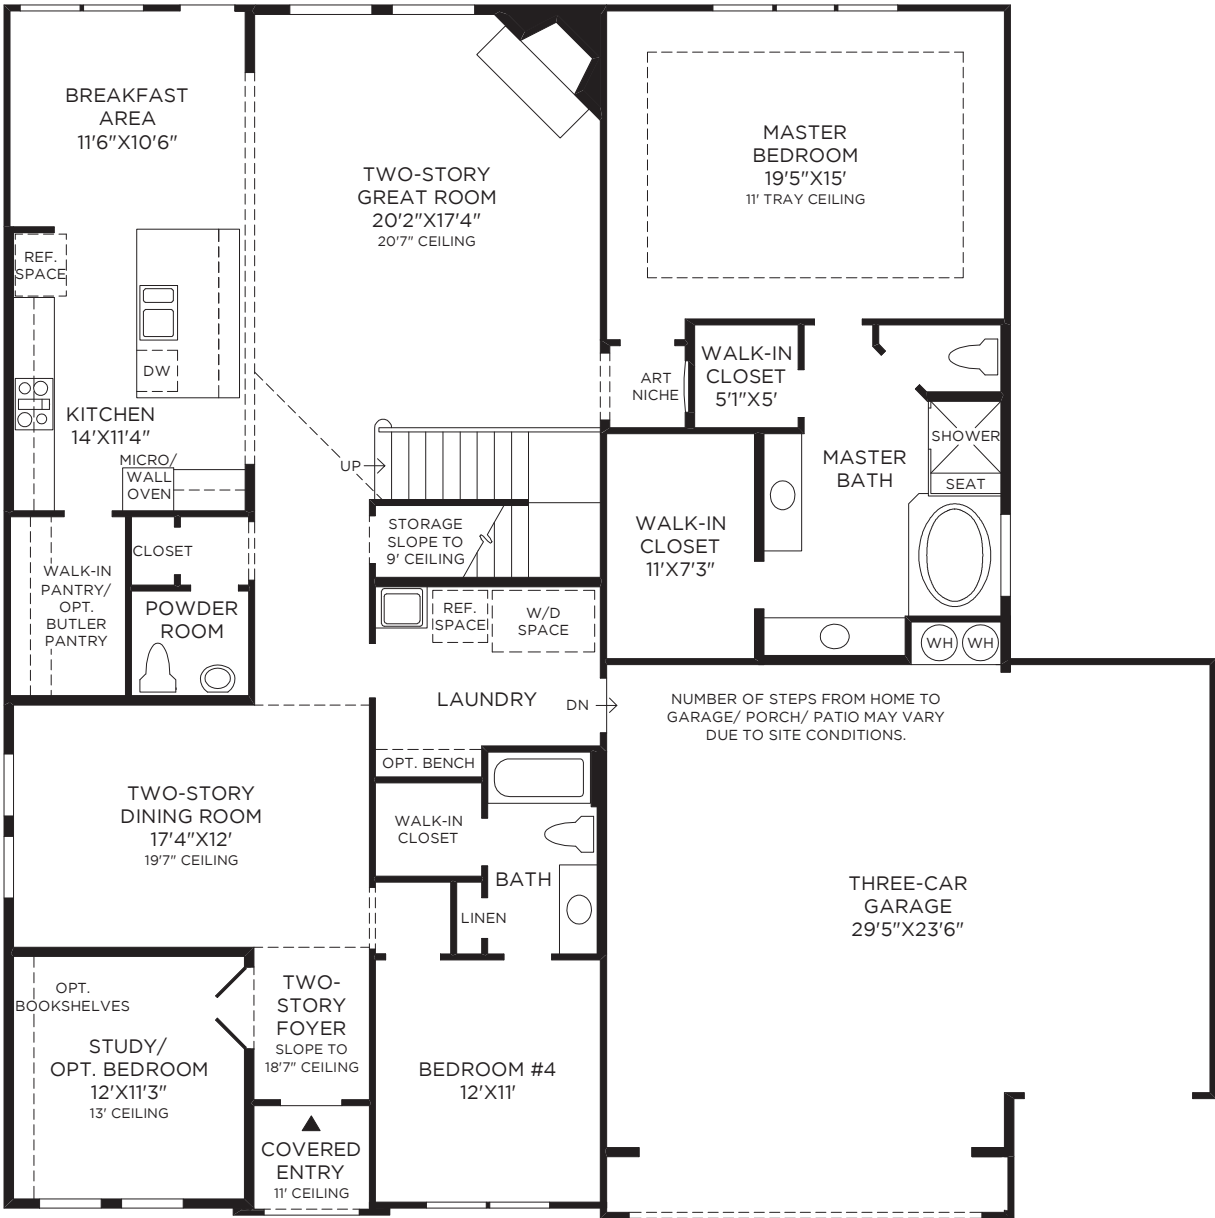 BREAKFAST
AREA
11'6"X10'6"
TWO-STORY
GREAT ROOM
20'2"X17'4"
20'7" CEILING
MASTER
BEDROOM
19'5"X15'
11' TRAY CEILING
REF.
SPACE
DW
KITCHEN
14'X11'4"
MICRO/
WALL
OVEN
UP
ART
NICHE
WALK-IN
CLOSET
5'1"X5'
SHOWER
SEAT
MASTER
BATH
WALK-IN
CLOSET
11'X7'3"
STORAGE
SLOPE TO
9' CEILING
CLOSET
WALK-IN
PANTRY/
OPT.
BUTLER
PANTRY
POWDER
ROOM
REF.
SPACE
W/D
SPACE
WH
WH
LAUNDRY
DN
NUMBER OF STEPS FROM HOME TO
GARAGE/ PORCH/ PATIO MAY VARY
DUE TO SITE CONDITIONS.
OPT. BENCH
TWO-STORY
DINING ROOM
17'4"X12'
19'7" CEILING
WALK-IN
CLOSET
BATH
LINEN
THREE-CAR
GARAGE
29'5"X23'6"
OPT.
BOOKSHELVES
STUDY/
OPT. BEDROOM
12'X11'3"
13' CEILING
TWO-
STORY
FOYER
SLOPE TO
18'7" CEILING
BEDROOM #4
12'X11'
COVERED
ENTRY
11' CEILING